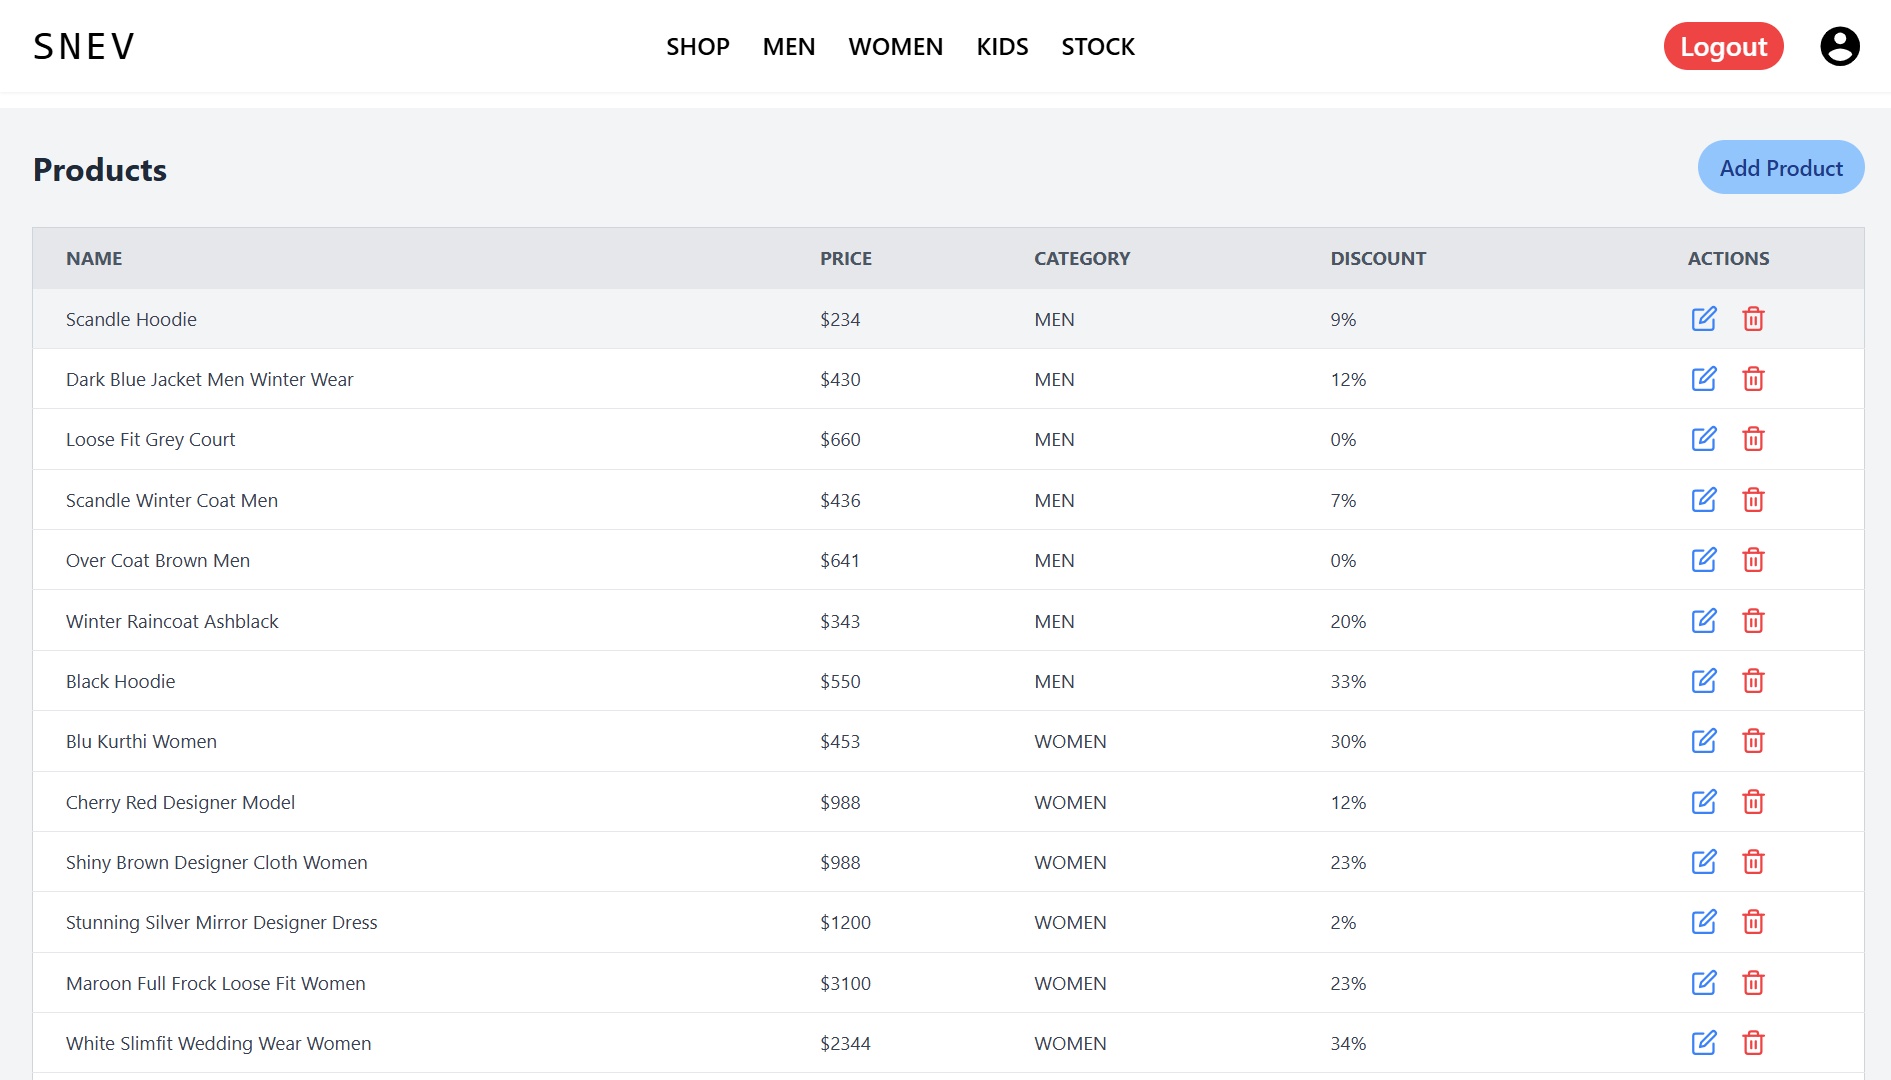 SNEV SHOP MEN WOMEN KIDS STOCK Logout
Products Add Product
NAME PRICE CATEGORY DISCOUNT ACTIONS
Scandle Hoodie $234 MEN 9%
Dark Blue Jacket Men Winter Wear $430 MEN 12%
Loose Fit Grey Court $660 MEN 0%
Scandle Winter Coat Men $436 MEN 7%
Over Coat Brown Men $641 MEN 0%
Winter Raincoat Ashblack $343 MEN 20%
Black Hoodie $550 MEN 33%
Blu Kurthi Women $453 WOMEN 30%
Cherry Red Designer Model $988 WOMEN 12%
Shiny Brown Designer Cloth Women $988 WOMEN 23%
Stunning Silver Mirror Designer Dress $1200 WOMEN 2%
Maroon Full Frock Loose Fit Women $3100 WOMEN 23%
White Slimfit Wedding Wear Women $2344 WOMEN 34%